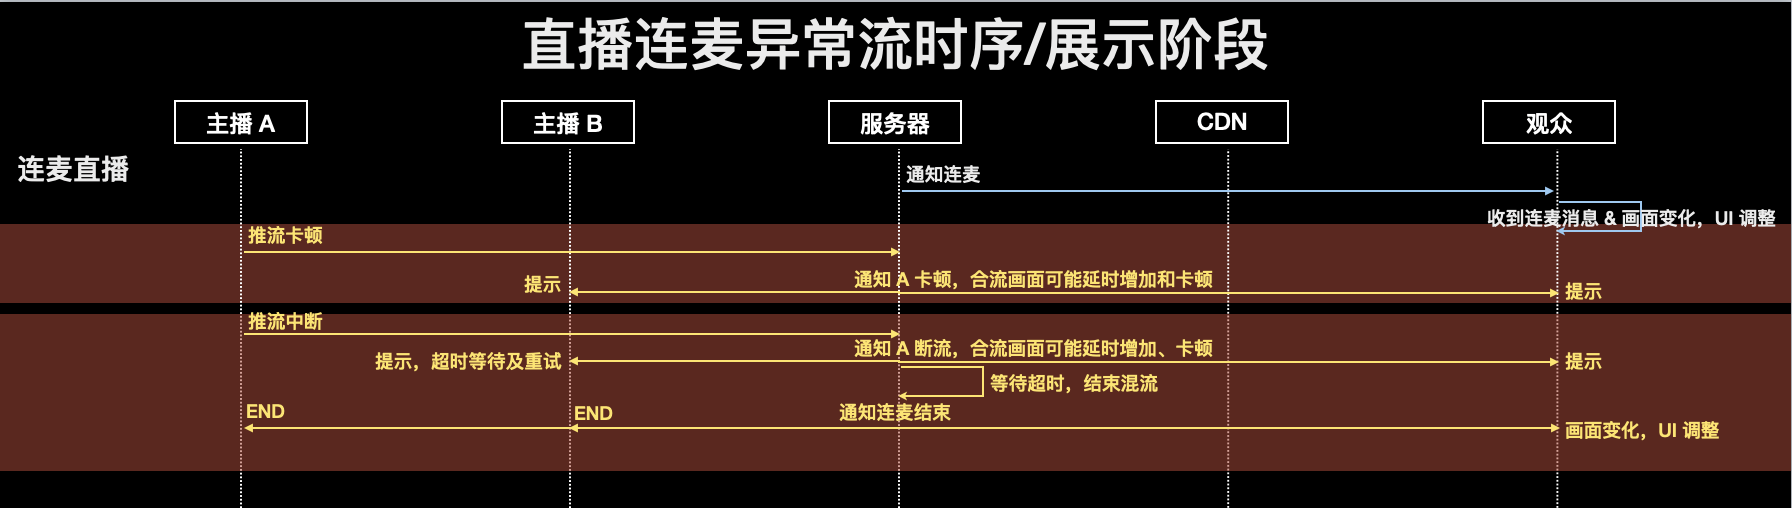 直播连麦异常流时序/展示阶段
主播 A
主播 B
服务器
CDN
观众
连麦直播
通知连麦
收到连麦消息 & 画面变化，UI 调整
推流卡顿
提示
通知 A 卡顿，合流画面可能延时增加和卡顿
提示
推流中断
提示，超时等待及重试
通知 A 断流，合流画面可能延时增加、卡顿
提示
等待超时，结束混流
END
END
通知连麦结束
画面变化，UI 调整